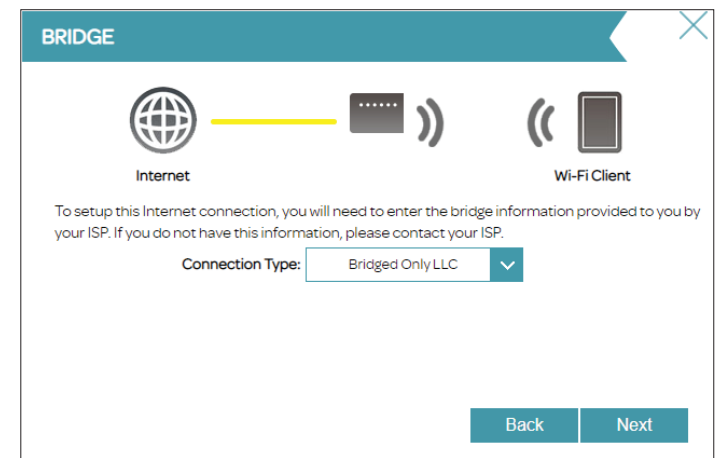 BRIDGE
Internet
Wi-Fi Client
To setup this Internet connection, you will need to enter the bridge information provided to you by
your ISP. If you do not have this information, please contact your ISP.
Connection Type: Bridged Only LLC
Back Next